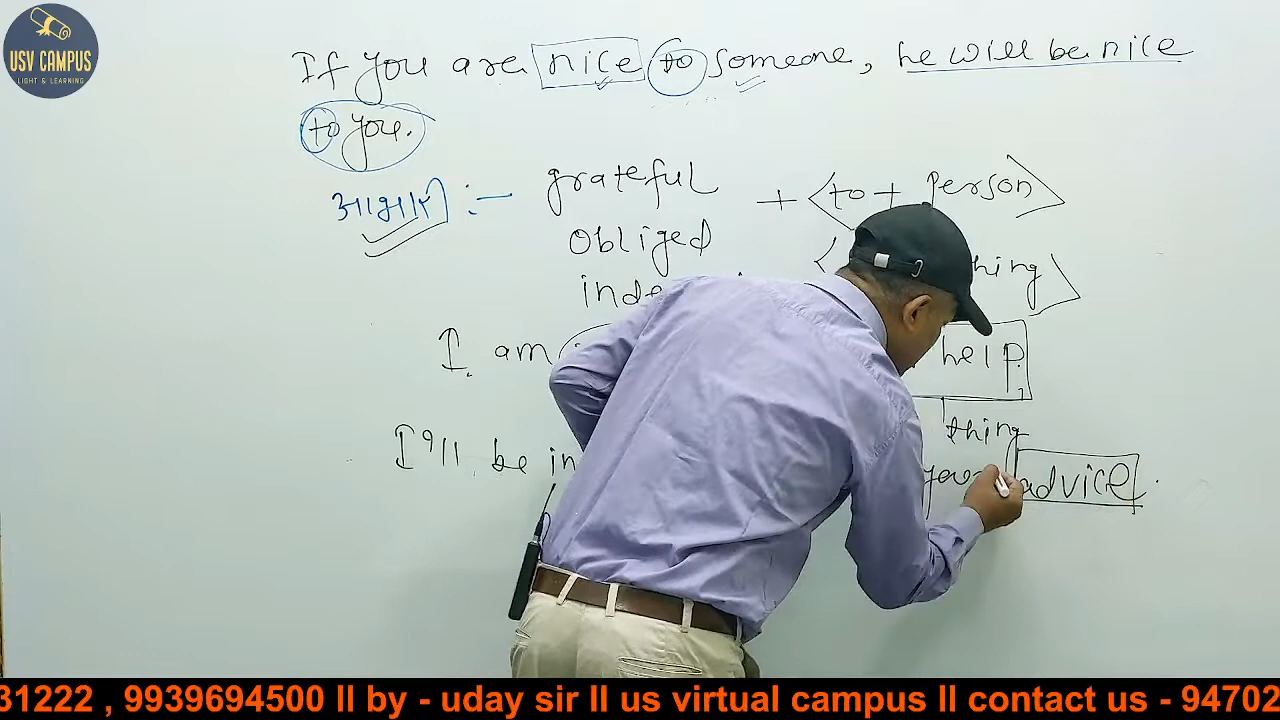 USV CAMPUS
LIGHT & LEARNING
If you are nice to someone, he will be nice
to you.
आभारी :- grateful + < to + person >
obliged < thing >
inde
I am help.
thing
I'll be in your advice.
31222 , 9939694500 II by - uday sir II us virtual campus II contact us - 94702